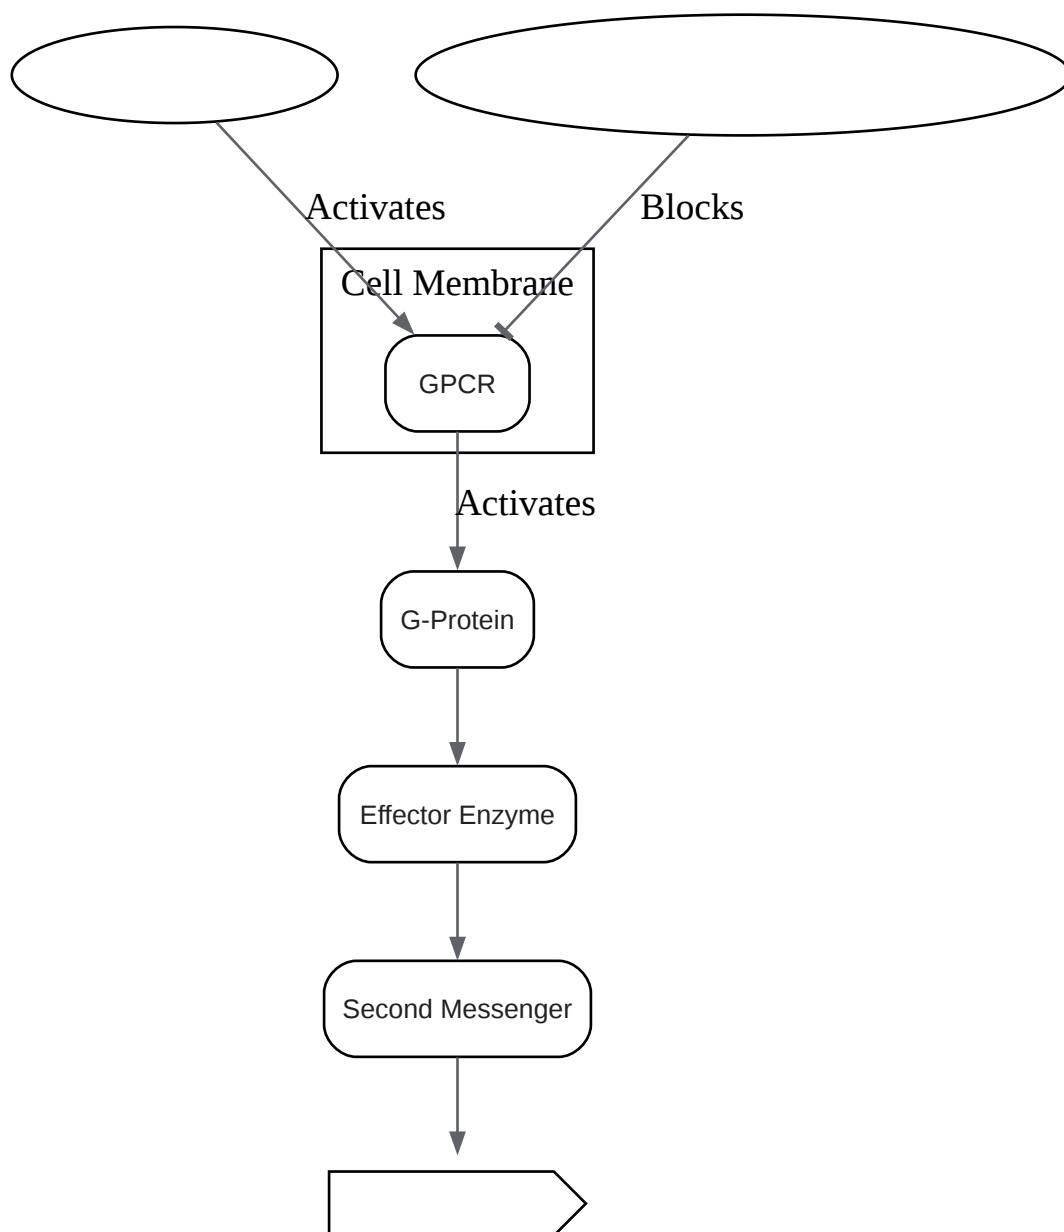 Activates
Blocks
Cell Membrane
GPCR
Activates
G-Protein
Effector Enzyme
Second Messenger